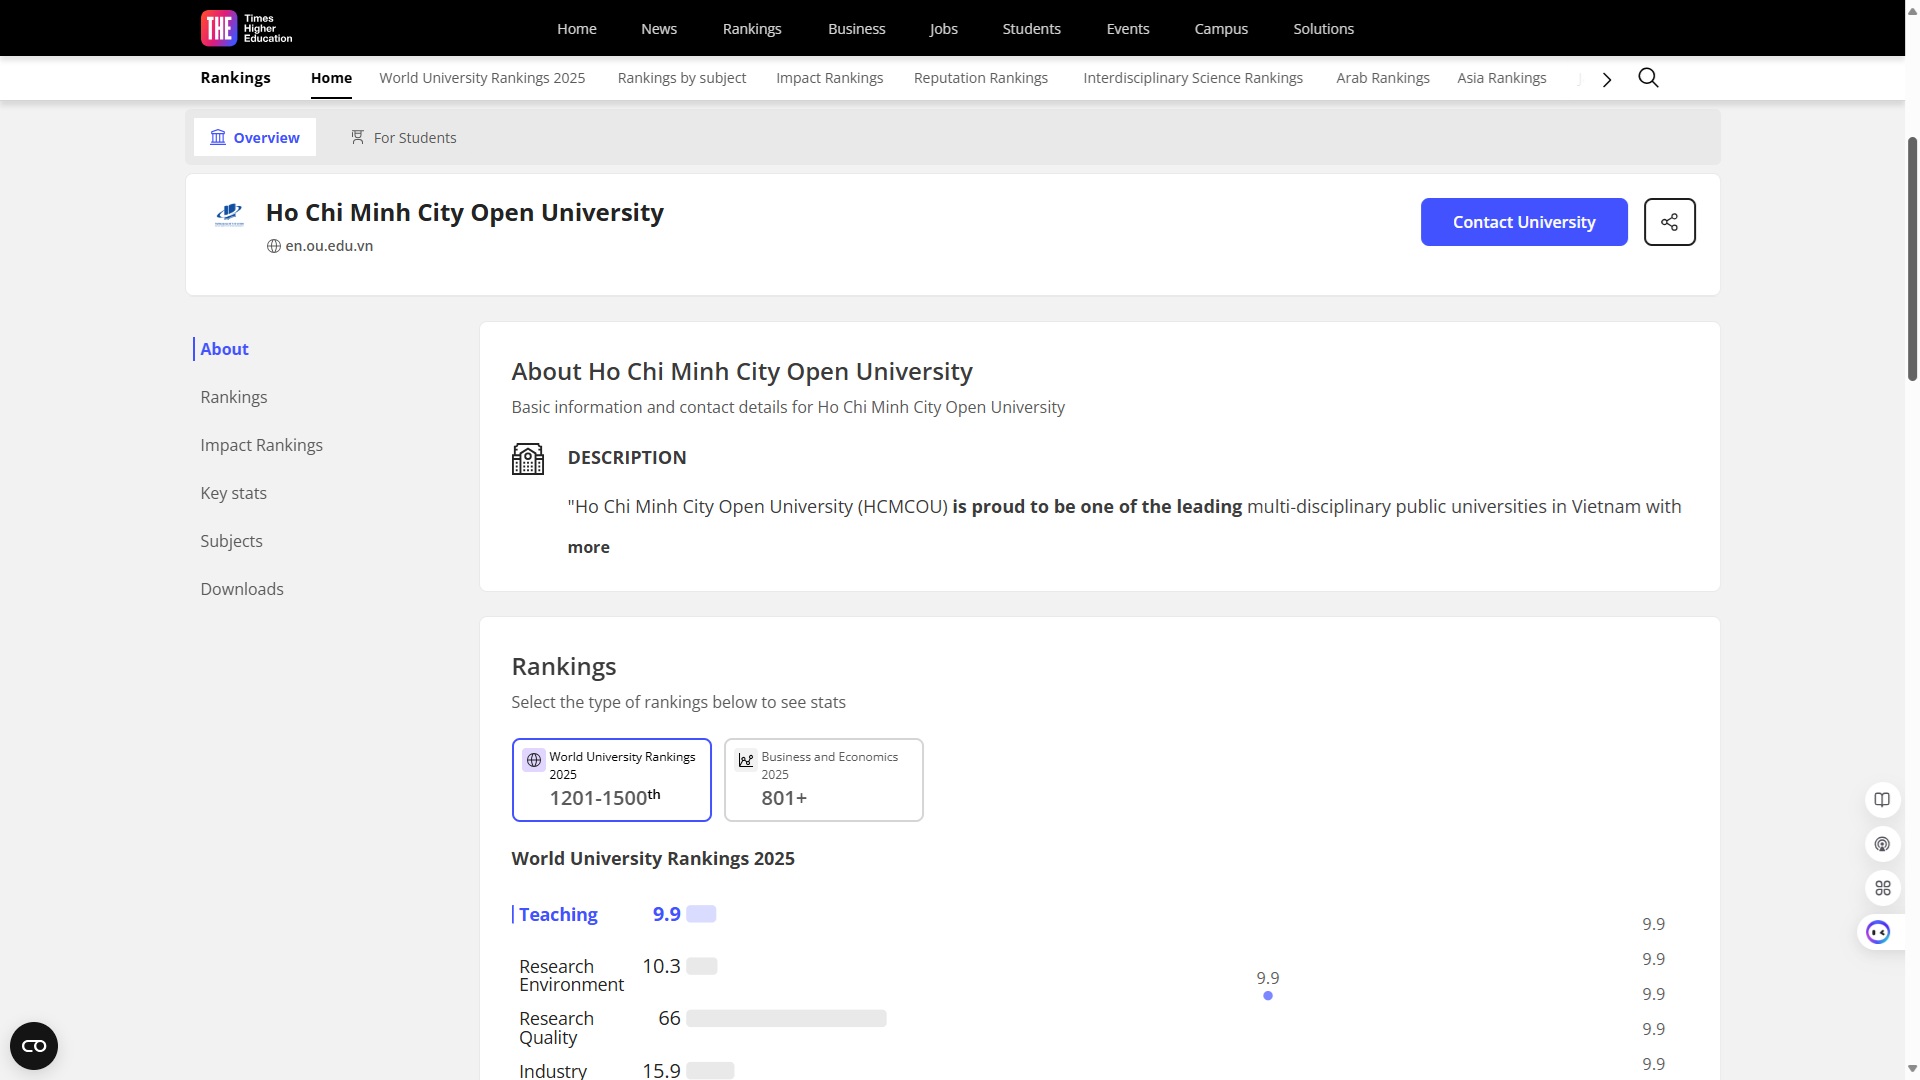 THE Times
Higher
Education
Home News Rankings Business Jobs Students Events Campus Solutions
Rankings Home World University Rankings 2025 Rankings by subject Impact Rankings Reputation Rankings Interdisciplinary Science Rankings Arab Rankings Asia Rankings
Overview For Students
Ho Chi Minh City Open University
en.ou.edu.vn
Contact University
About
Rankings
Impact Rankings
Key stats
Subjects
Downloads
About Ho Chi Minh City Open University
Basic information and contact details for Ho Chi Minh City Open University
DESCRIPTION
"Ho Chi Minh City Open University (HCMCOU) is proud to be one of the leading multi-disciplinary public universities in Vietnam with
more
Rankings
Select the type of rankings below to see stats
World University Rankings
2025
1201-1500th
Business and Economics
2025
801+
World University Rankings 2025
Teaching 9.9
Research
Environment
10.3
Research
Quality
66
Industry 15.9
9.9
9.9
9.9
9.9
9.9
9.9